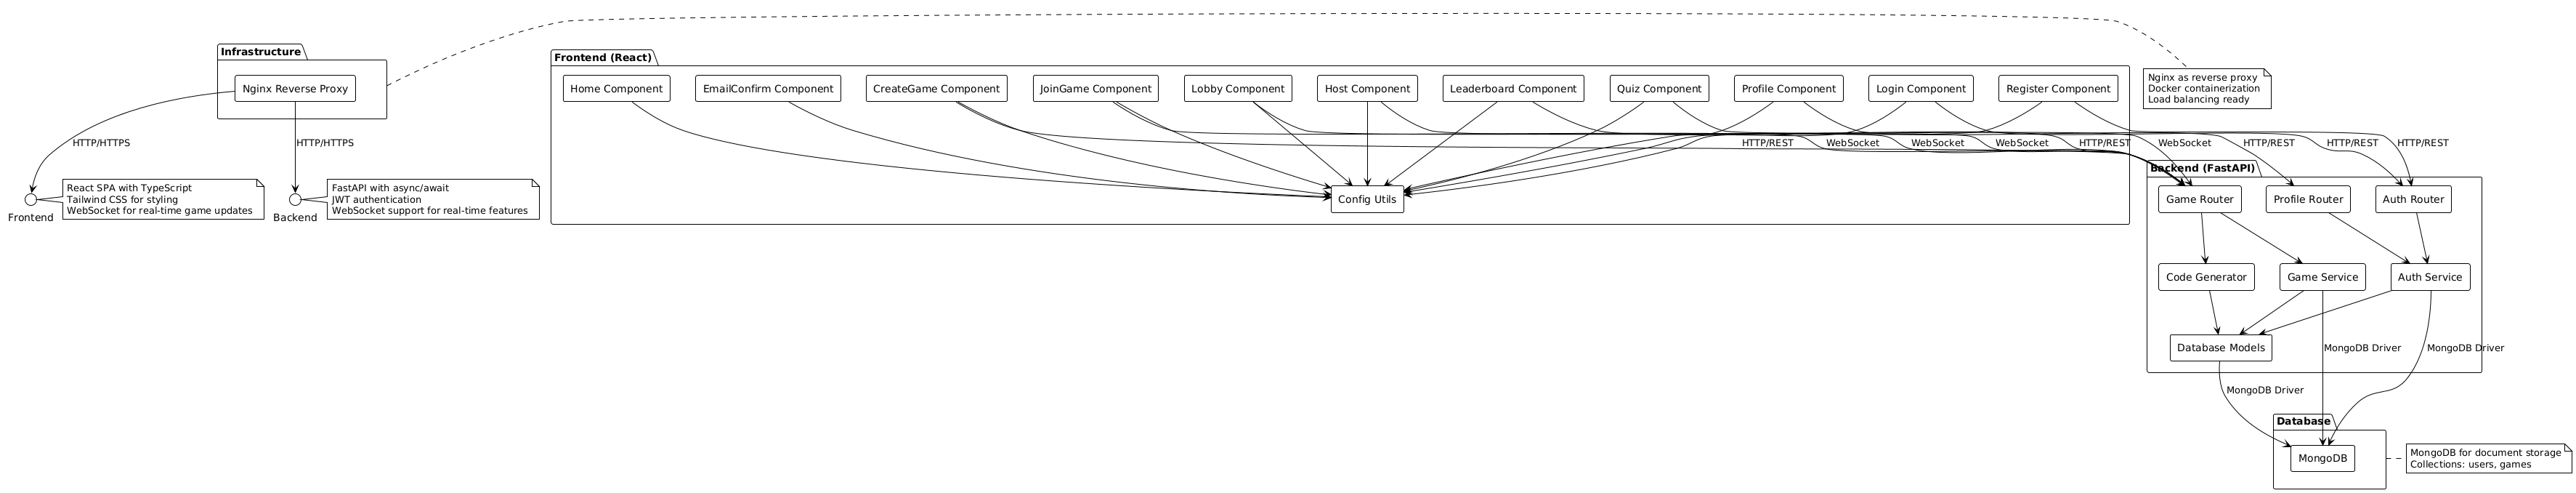 Infrastructure
Nginx Reverse Proxy
Frontend (React)
Home Component
EmailConfirm Component
CreateGame Component
JoinGame Component
Lobby Component
Host Component
Leaderboard Component
Quiz Component
Profile Component
Login Component
Register Component
Nginx as reverse proxy
Docker containerization
Load balancing ready
HTTP/HTTPS
HTTP/HTTPS
HTTP/REST
WebSocket
WebSocket
WebSocket
HTTP/REST
WebSocket
HTTP/REST
HTTP/REST
HTTP/REST
Frontend
React SPA with TypeScript
Tailwind CSS for styling
WebSocket for real-time game updates
Backend
FastAPI with async/await
JWT authentication
WebSocket support for real-time features
Config Utils
Backend (FastAPI)
Game Router
Profile Router
Auth Router
Code Generator
Game Service
Auth Service
Database Models
MongoDB Driver
MongoDB Driver
MongoDB Driver
Database
MongoDB
MongoDB for document storage
Collections: users, games